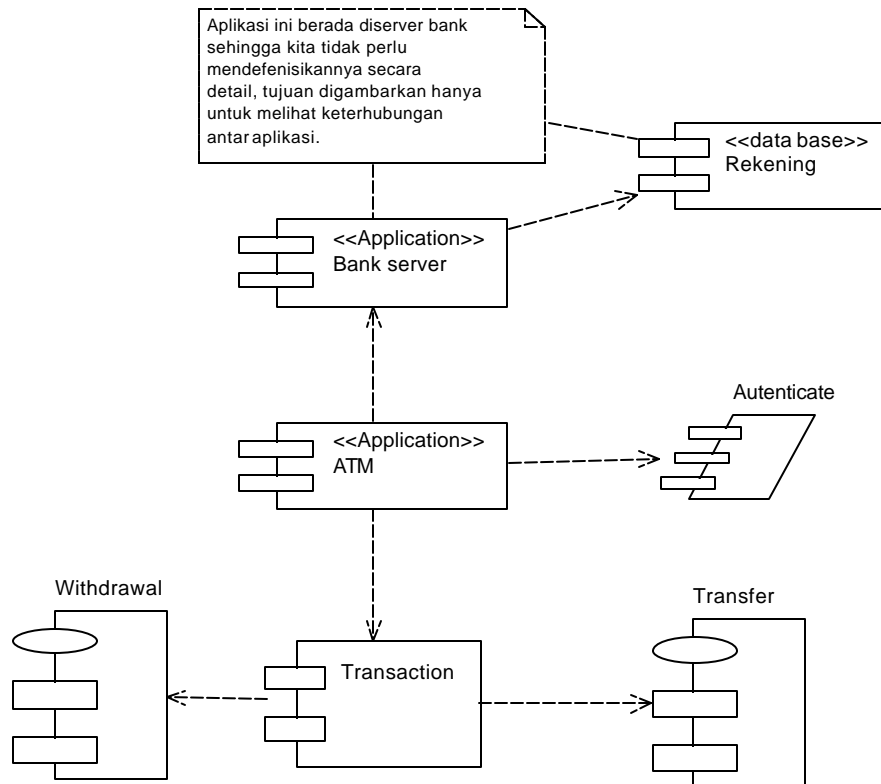 Aplikasi ini berada diserver bank
sehingga kita tidak perlu
mendefenisikannya secara
detail, tujuan digambarkan hanya
untuk melihat keterhubungan
antar aplikasi.
<<data base>>
Rekening
<<Application>>
Bank server
Autenticate
<<Application>>
ATM
Withdrawal
Transfer
Transaction